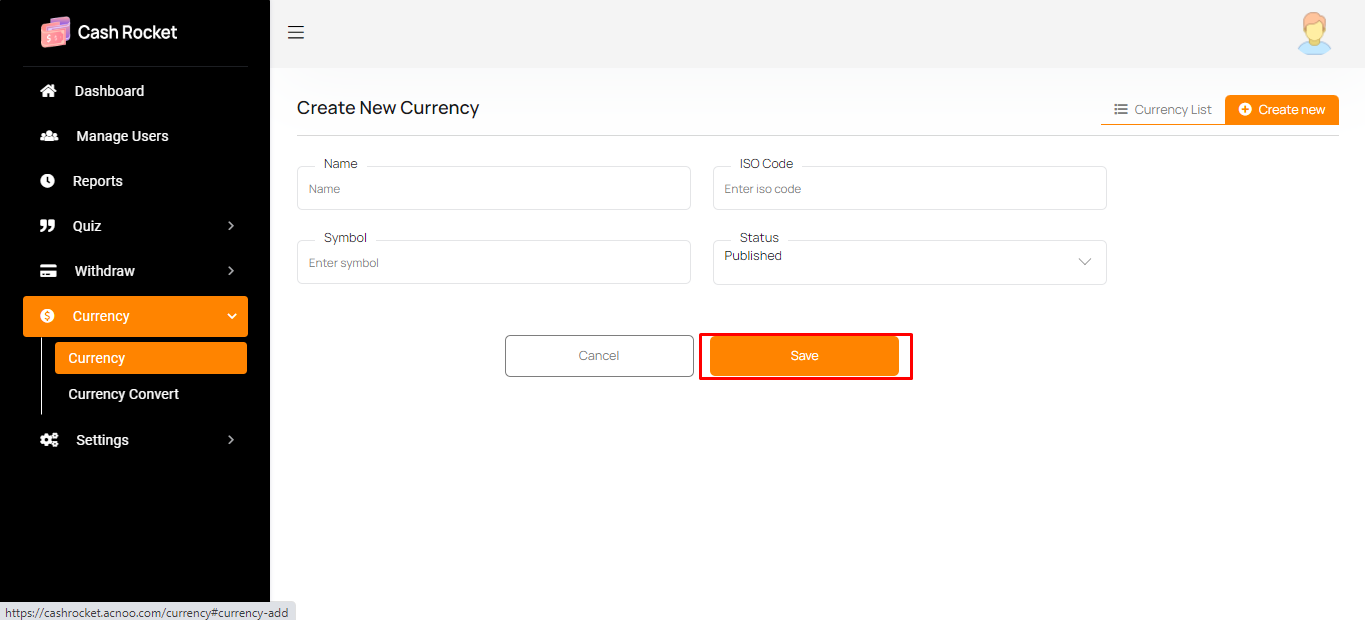 Cash Rocket
Dashboard
Manage Users
Reports
Quiz
Withdraw
Currency
Currency
Currency Convert
Settings
Create New Currency
Currency List
Create new
Name
Name
ISO Code
Enter iso code
Symbol
Enter symbol
Status
Published
Cancel
Save
https://cashrocket.acnoo.com/currency#currency-add